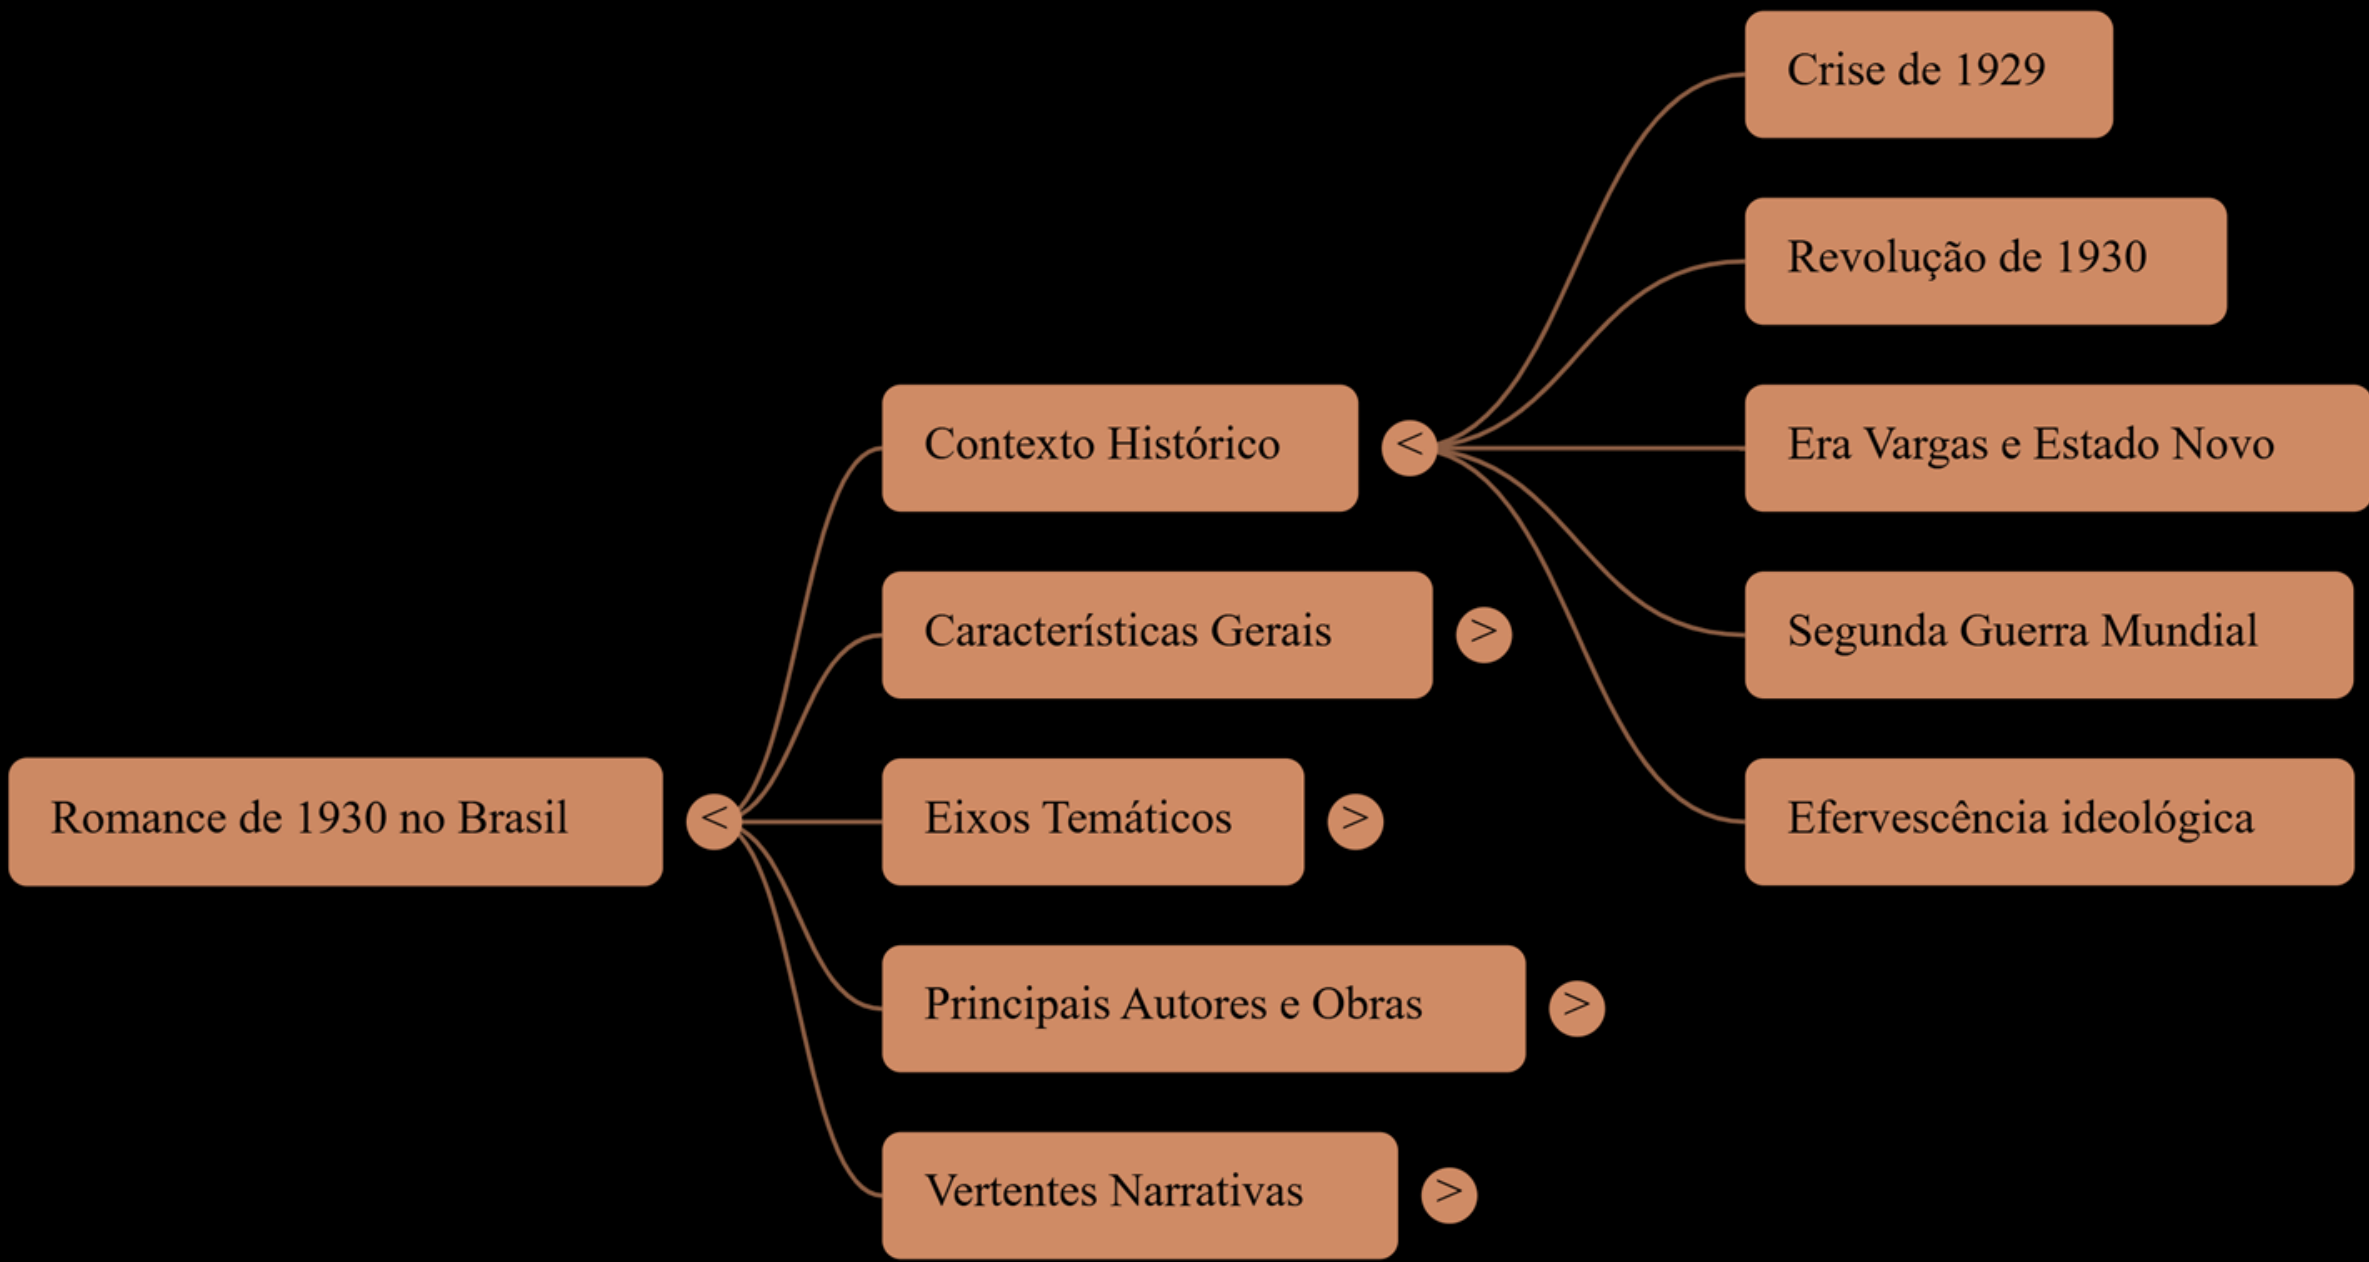 Romance de 1930 no Brasil
<
Contexto Histórico
<
Crise de 1929
Revolução de 1930
Era Vargas e Estado Novo
Segunda Guerra Mundial
Efervescência ideológica
Características Gerais
>
Eixos Temáticos
>
Principais Autores e Obras
>
Vertentes Narrativas
>